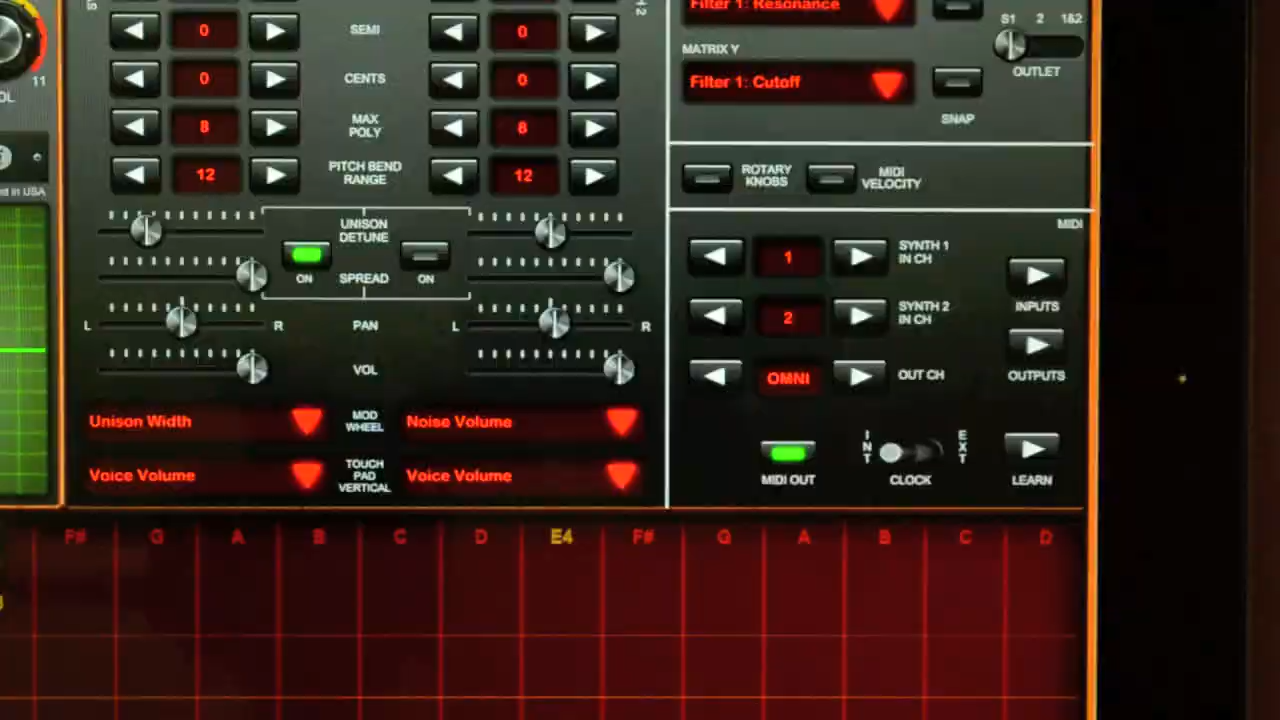 Filter 1: Resonance
0 SEMI 0
S1 2 1&2
MATRIX Y
OUTLET
0 CENTS 0
Filter 1: Cutoff
11
8 MAX POLY 8
SNAP
12 PITCH BEND RANGE 12
ROTARY KNOBS
MIDI VELOCITY
in USA
UNISON DETUNE
MIDI
1
SYNTH 1 IN CH
ON SPREAD ON
INPUTS
2
SYNTH 2 IN CH
L R PAN L R
VOL
OMNI OUT CH
OUTPUTS
Unison Width
MOD WHEEL
Noise Volume
INT
EXT
Voice Volume
TOUCH PAD VERTICAL
Voice Volume
MIDI OUT
CLOCK
LEARN
F# G A B C D E4 F# G A B C D